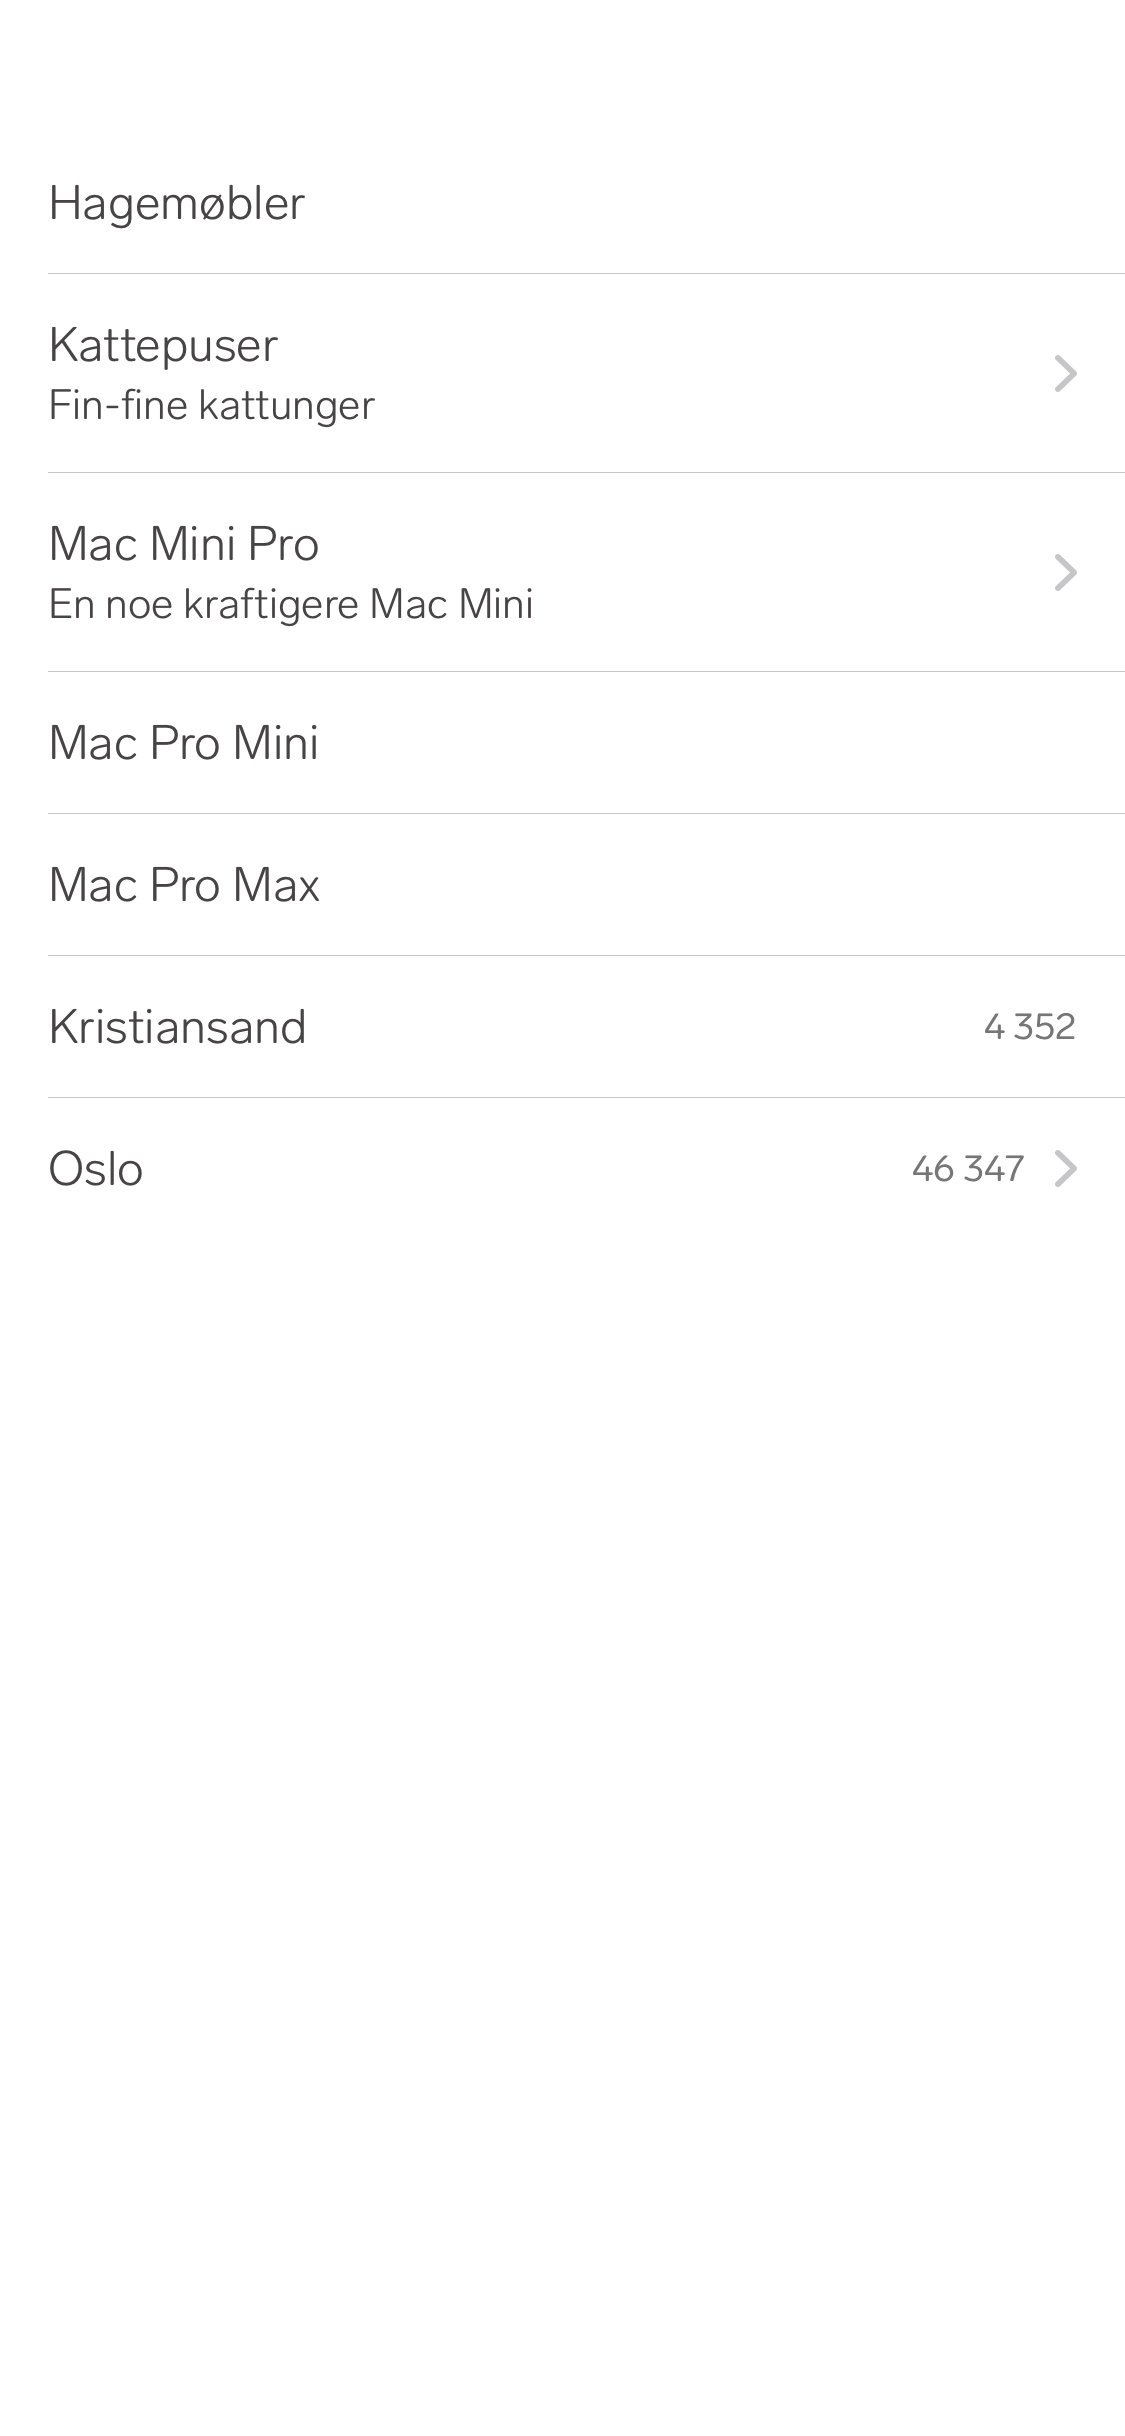 Hagemøbler
Kattepuser
Fin-fine kattunger
Mac Mini Pro
En noe kraftigere Mac Mini
Mac Pro Mini
Mac Pro Max
Kristiansand 4 352
Oslo 46 347